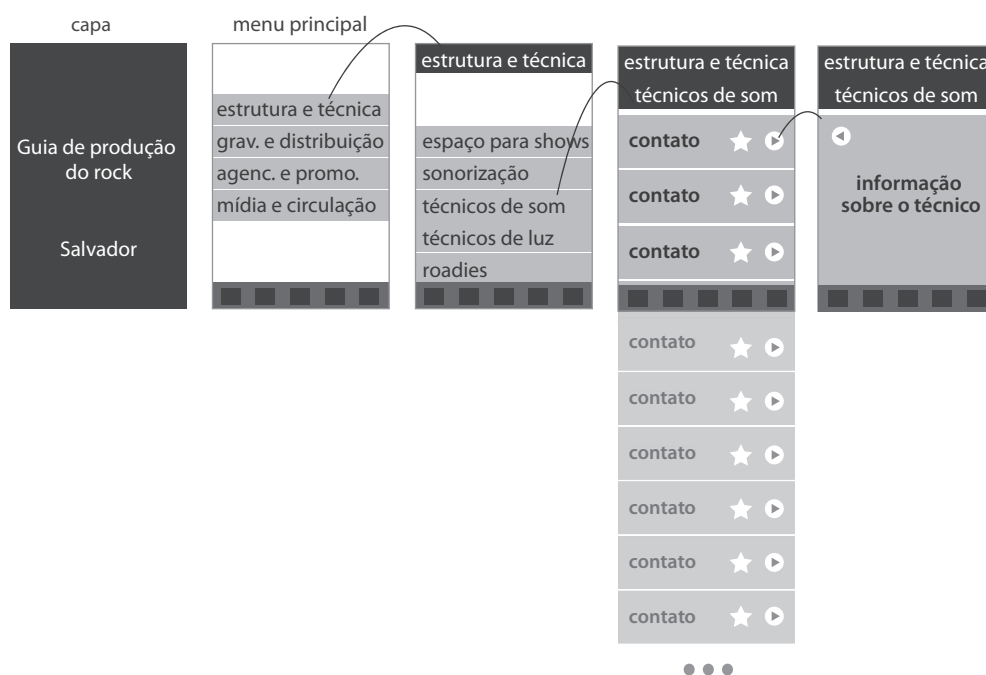 capa
Guia de produção
do rock
Salvador
menu principal
estrutura e técnica
grav. e distribuição
agenc. e promo.
mídia e circulação
estrutura e técnica
espaço para shows
sonorização
técnicos de som
técnicos de luz
roadies
estrutura e técnica
técnicos de som
contato
contato
contato
contato
contato
contato
contato
contato
contato
estrutura e técnica
técnicos de som
informação
sobre o técnico